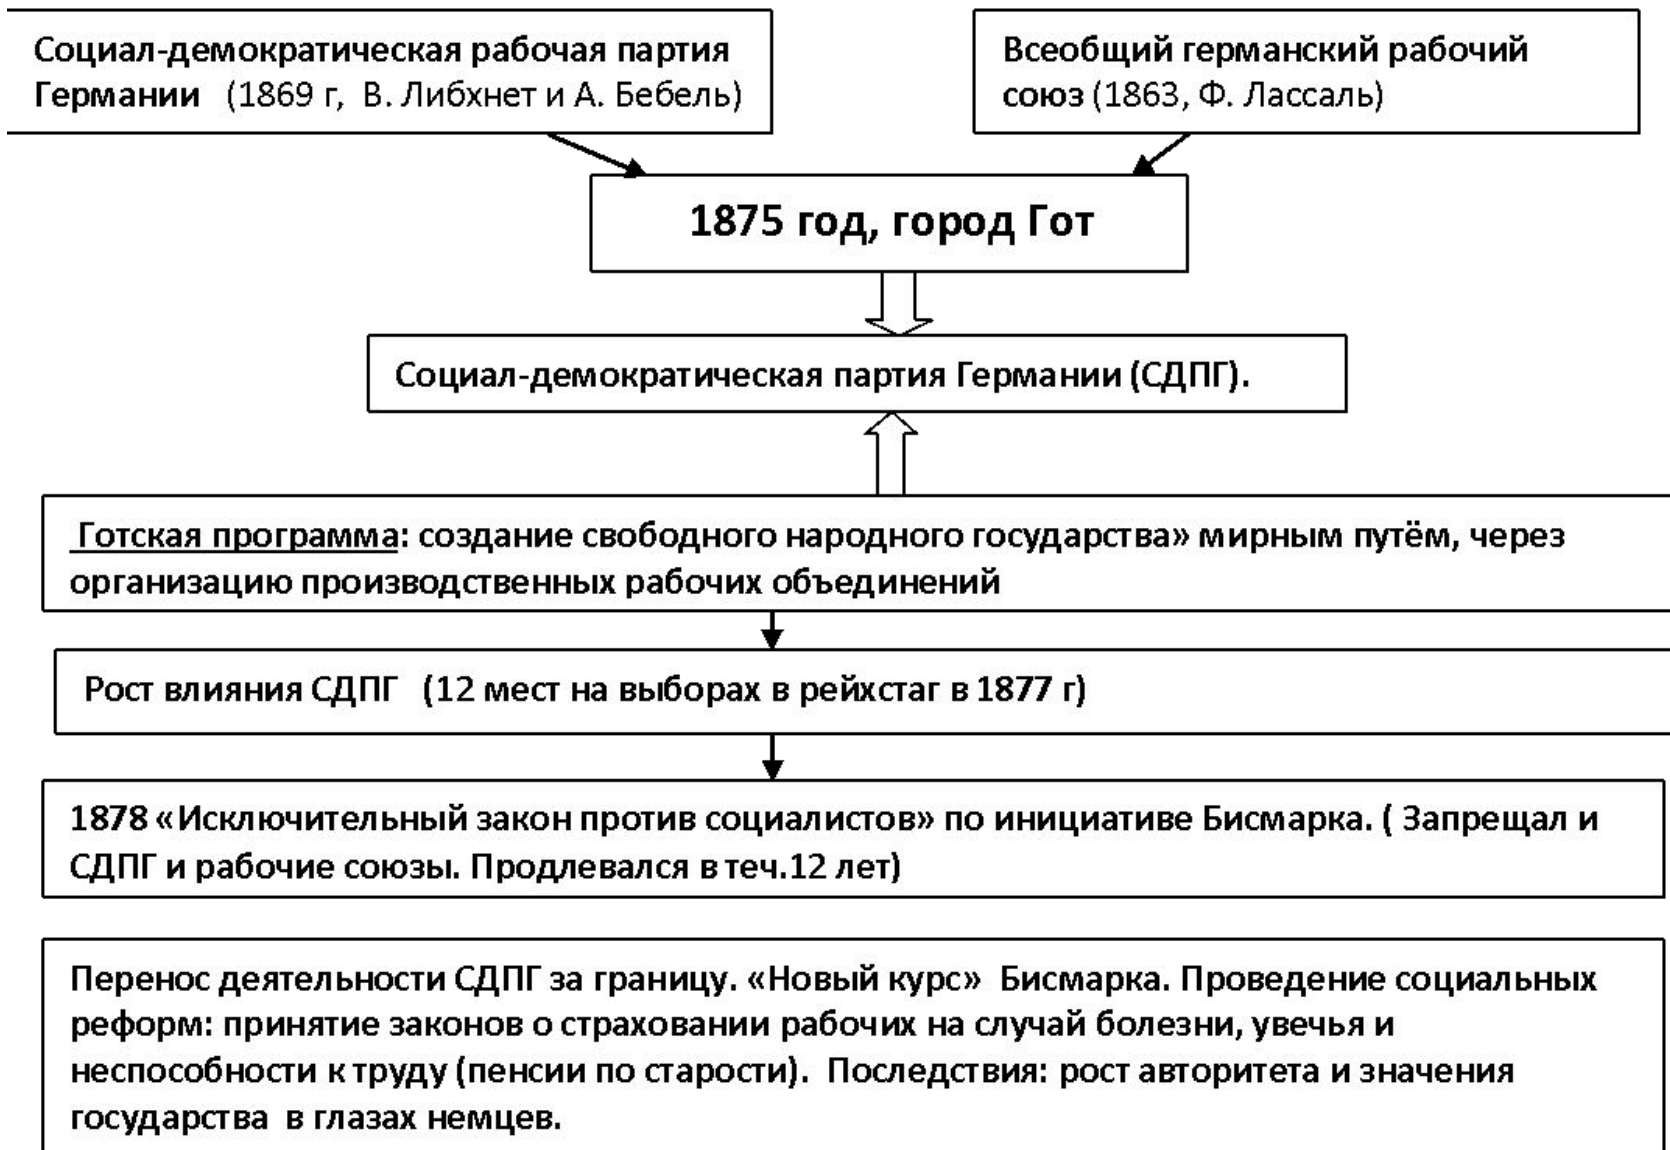 Социал-демократическая рабочая партия
Германии (1869 г, В. Либхнет и А. Бебель)
Всеобщий германский рабочий
союз (1863, Ф. Лассаль)
1875 год, город Гот
Социал-демократическая партия Германии (СДПГ).
Готская программа: создание свободного народного государства» мирным путём, через
организацию производственных рабочих объединений
Рост влияния СДПГ (12 мест на выборах в рейхстаг в 1877 г)
1878 «Исключительный закон против социалистов» по инициативе Бисмарка. ( Запрещал и
СДПГ и рабочие союзы. Продлевался в теч.12 лет)
Перенос деятельности СДПГ за границу. «Новый курс» Бисмарка. Проведение социальных
реформ: принятие законов о страховании рабочих на случай болезни, увечья и
неспособности к труду (пенсии по старости). Последствия: рост авторитета и значения
государства в глазах немцев.